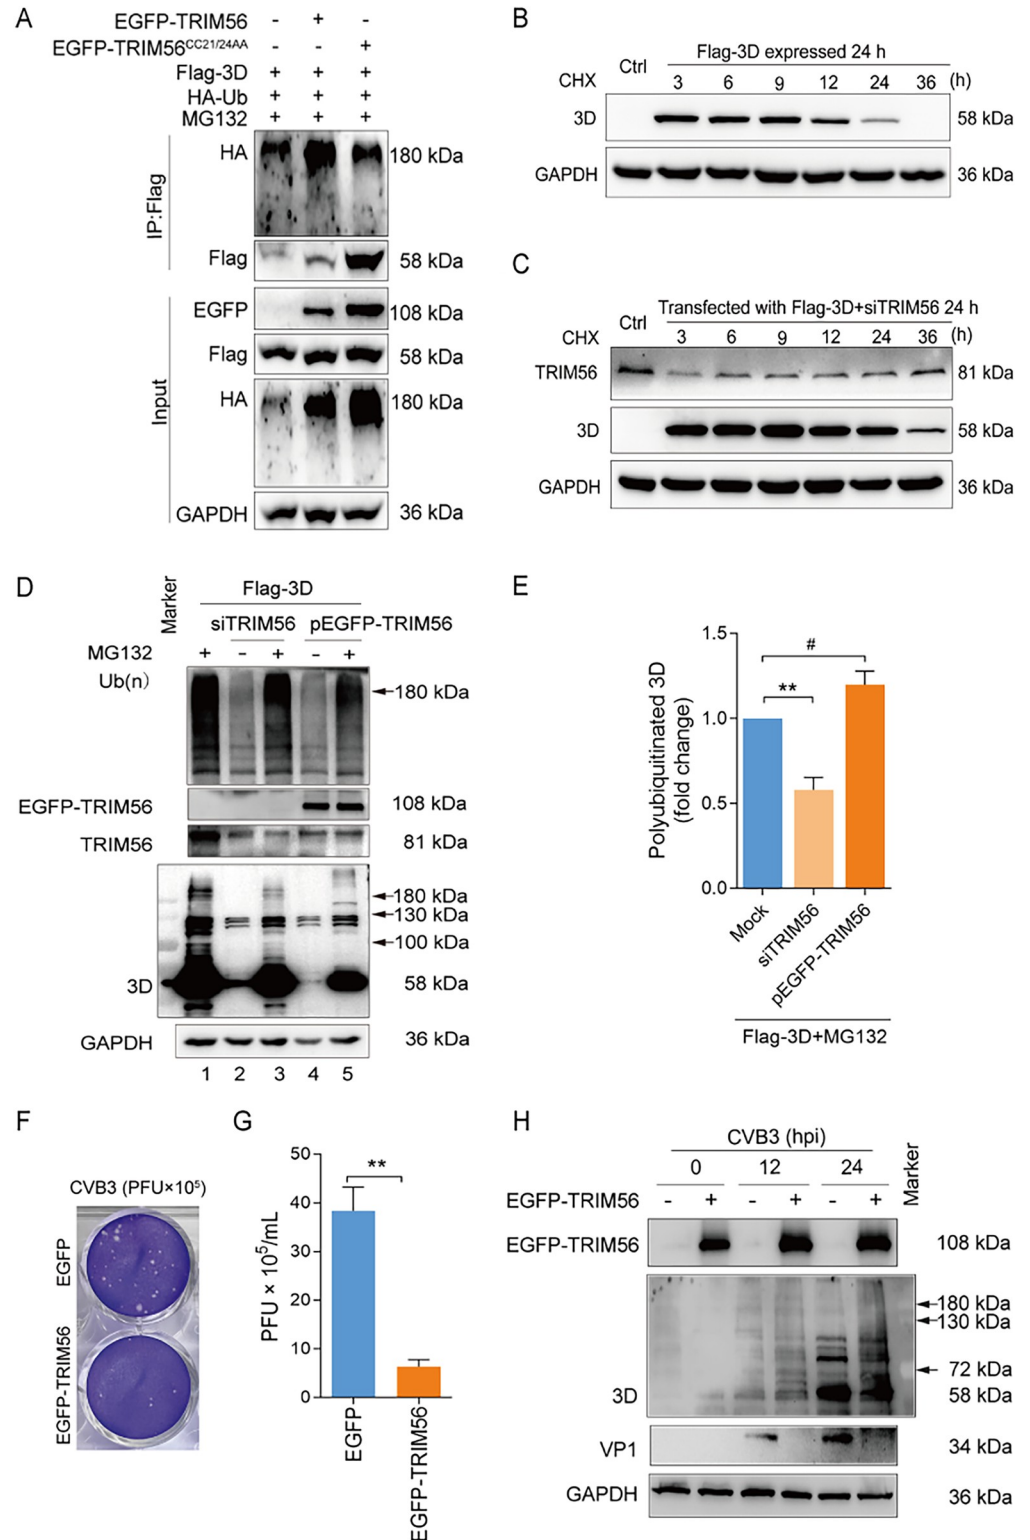 A
EGFP-TRIM56 - + -
EGFP-TRIM56CC21/24AA - - +
Flag-3D + + +
HA-Ub + + +
MG132 + + +
IP:Flag
HA 180 kDa
Flag 58 kDa
Input
EGFP 108 kDa
Flag 58 kDa
HA 180 kDa
GAPDH 36 kDa
B
Flag-3D expressed 24 h
CHX Ctrl 3 6 9 12 24 36 (h)
3D 58 kDa
GAPDH 36 kDa
C
Transfected with Flag-3D+siTRIM56 24 h
CHX Ctrl 3 6 9 12 24 36 (h)
TRIM56 81 kDa
3D 58 kDa
GAPDH 36 kDa
D
Marker
Flag-3D
siTRIM56 pEGFP-TRIM56
MG132 + - + - +
Ub(n) 180 kDa
EGFP-TRIM56 108 kDa
TRIM56 81 kDa
180 kDa
130 kDa
100 kDa
3D 58 kDa
GAPDH 36 kDa
1 2 3 4 5
E
Polyubiquitinated 3D
(fold change)
1.5
1.0
0.5
0.0
#
**
Mock
siTRIM56
pEGFP-TRIM56
Flag-3D+MG132
F
CVB3 (PFU×10⁵)
EGFP
EGFP-TRIM56
G
PFU × 10⁵/mL
50
40
30
20
10
0
**
EGFP
EGFP-TRIM56
H
CVB3 (hpi)
0 12 24
Marker
EGFP-TRIM56 - + - + - +
EGFP-TRIM56 108 kDa
180 kDa
130 kDa
72 kDa
3D 58 kDa
VP1 34 kDa
GAPDH 36 kDa